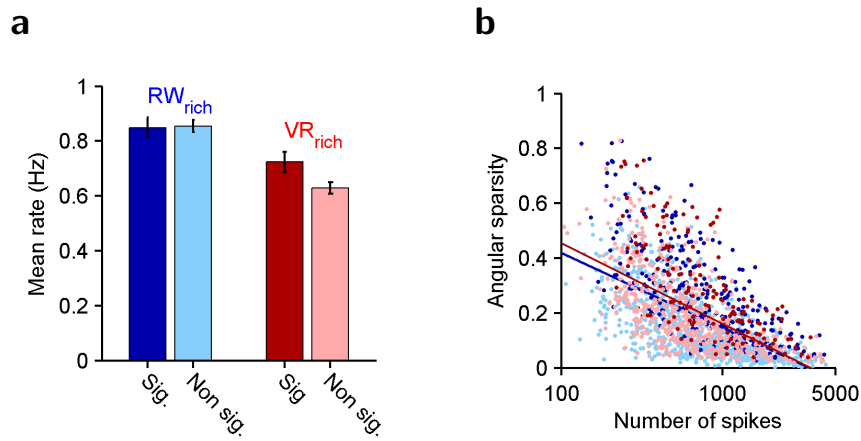 a
b
Mean rate (Hz)
1
0.8
0.6
0.4
0.2
0
RWrich
VRrich
Sig.
Non sig.
Sig
Non sig.
Angular sparsity
1
0.8
0.6
0.4
0.2
0
100
1000
5000
Number of spikes